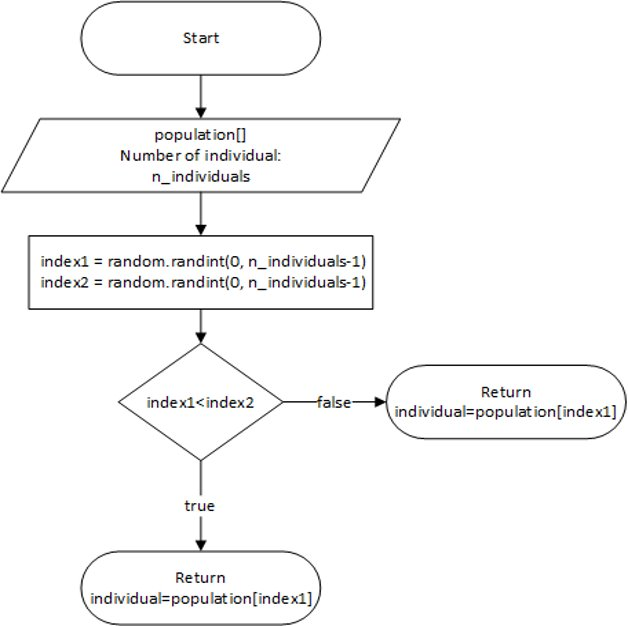 Start
population[]
Number of individual:
n_individuals
index1 = random.randint(0, n_individuals-1)
index2 = random.randint(0, n_individuals-1)
index1<index2
false
Return
individual=population[index1]
true
Return
individual=population[index1]